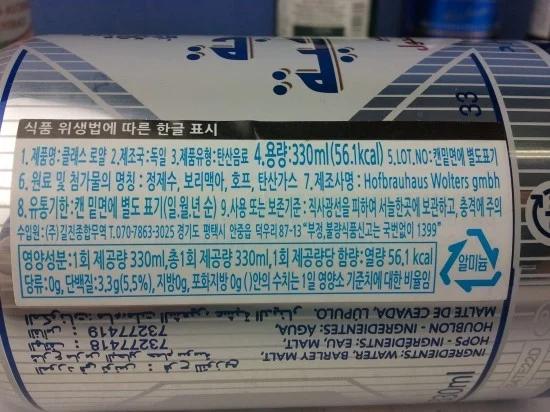 식품 위생법에 따른 한글 표시
1. 제품명:클래스 로얄 2.제조국:독일 3.제품유형:탄산음료 4.용량:330ml(56.1kcal) 5.LOT.NO:캔밑면에 별도표기
6. 원료 및 첨가물의 명칭 : 정제수, 보리맥아, 호프, 탄산가스 7.제조사명 : Hofbrauhaus Wolters gmbh
8.유통기한:캔 밑면에 별도 표기(일.월.년 순) 9.사용 또는 보존기준:직사광선을 피하여 서늘한곳에 보관하고, 충격에 주의
수입원:(주)길진종합무역 T.070-7863-3025 경기도 평택시 안중읍 덕우리 87-13 "부정,불량식품신고는 국번없이 1399"
영양성분:1회 제공량 330ml,총1회 제공량 330ml,1회 제공량당 함량:열량 56.1 kcal
당류:0g, 단백질:3.3g(5.5%), 지방0g, 포화지방 0g ( )안의 수치는 1일 영양소 기준치에 대한 비율임
알미늄
33
INGREDIENTS: WATER, BARLEY MALT,
HOPS - INGRÉDIENTS: EAU, MALT,
HOUBLON - INGREDIENTES: ÁGUA,
MALTE DE CEVADA, LÚPULO.
73277418
73277419
330ml